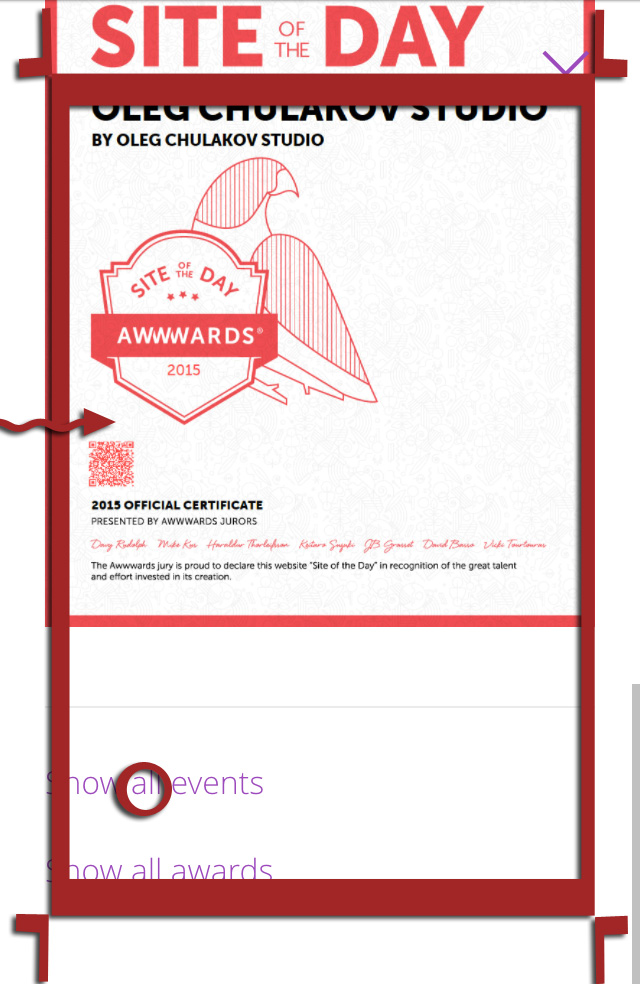 SITE OF THE DAY
OLEG CHULAKOV STUDIO
BY OLEG CHULAKOV STUDIO
SITE OF THE DAY
AWWWARDS®
2015
2015 OFFICIAL CERTIFICATE
PRESENTED BY AWWWARDS JURORS
Davy Rudolph Mike Kus Haraldur Thorleifsson Kotaro Suzuki JB Grasset David Basso Vicki Tourtouras
The Awwwards jury is proud to declare this website "Site of the Day" in recognition of the great talent
and effort invested in its creation.
Show all events
Show all awards